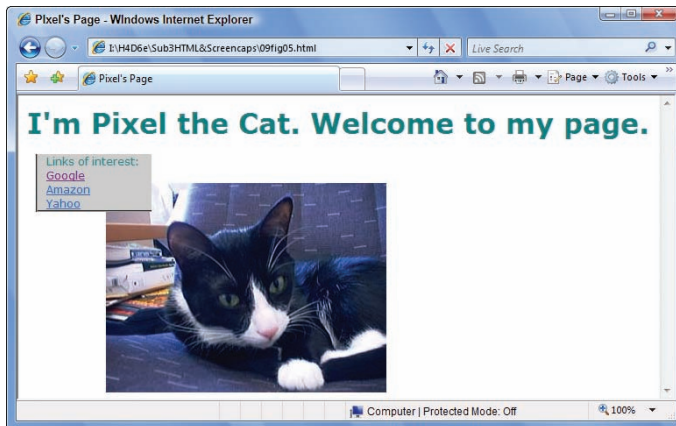 PIxel's Page - WIndows Internet Explorer
I:\H4D6e\Sub3HTML&Screencaps\09fig05.html
Live Search
Pixel's Page
Page
Tools
I'm Pixel the Cat. Welcome to my page.
Links of interest:
Google
Amazon
Yahoo
Computer | Protected Mode: Off
100%